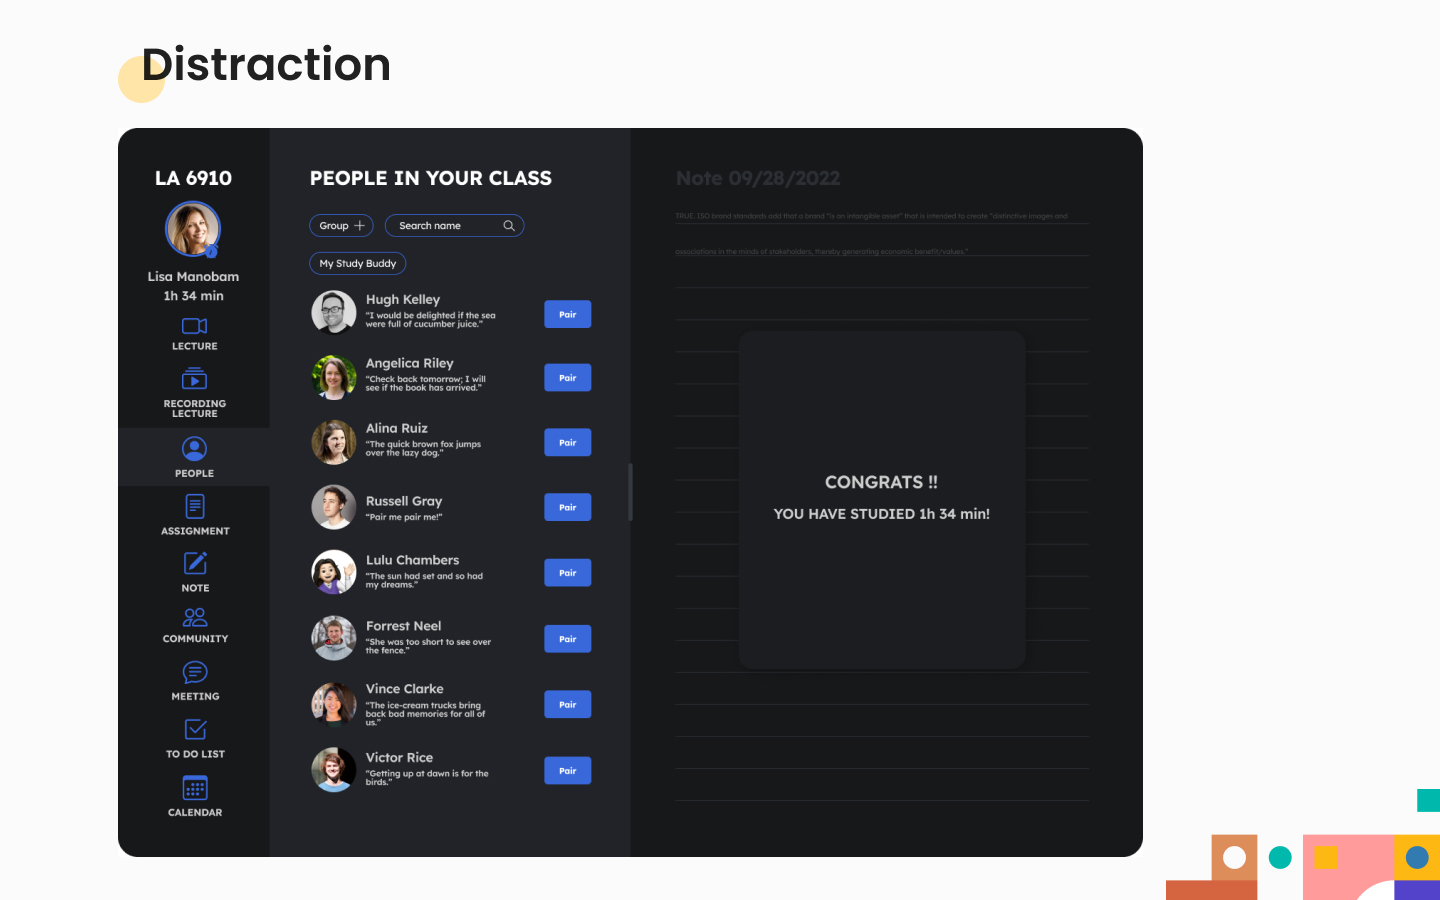 Distraction
LA 6910
Lisa Manobam
1h 34 min
LECTURE
RECORDING
LECTURE
PEOPLE
ASSIGNMENT
NOTE
COMMUNITY
MEETING
TO DO LIST
CALENDAR
PEOPLE IN YOUR CLASS
Group
Search name
My Study Buddy
Hugh Kelley
“I would be delighted if the sea
were full of cucumber juice.”
Pair
Angelica Riley
“Check back tomorrow; I will
see if the book has arrived.”
Pair
Alina Ruiz
“The quick brown fox jumps
over the lazy dog.”
Pair
Russell Gray
“Pair me pair me!”
Pair
Lulu Chambers
“The sun had set and so had
my dreams.”
Pair
Forrest Neel
“She was too short to see over
the fence.”
Pair
Vince Clarke
“The ice-cream trucks bring
back bad memories for all of
us.”
Pair
Victor Rice
“Getting up at dawn is for the
birds.”
Pair
Note 09/28/2022
TRUE, ISO brand standards add that a brand “is an intangible asset” that is intended to create “distinctive images and
associations in the minds of stakeholders, thereby generating economic benefit/values.”
CONGRATS !!
YOU HAVE STUDIED 1h 34 min!